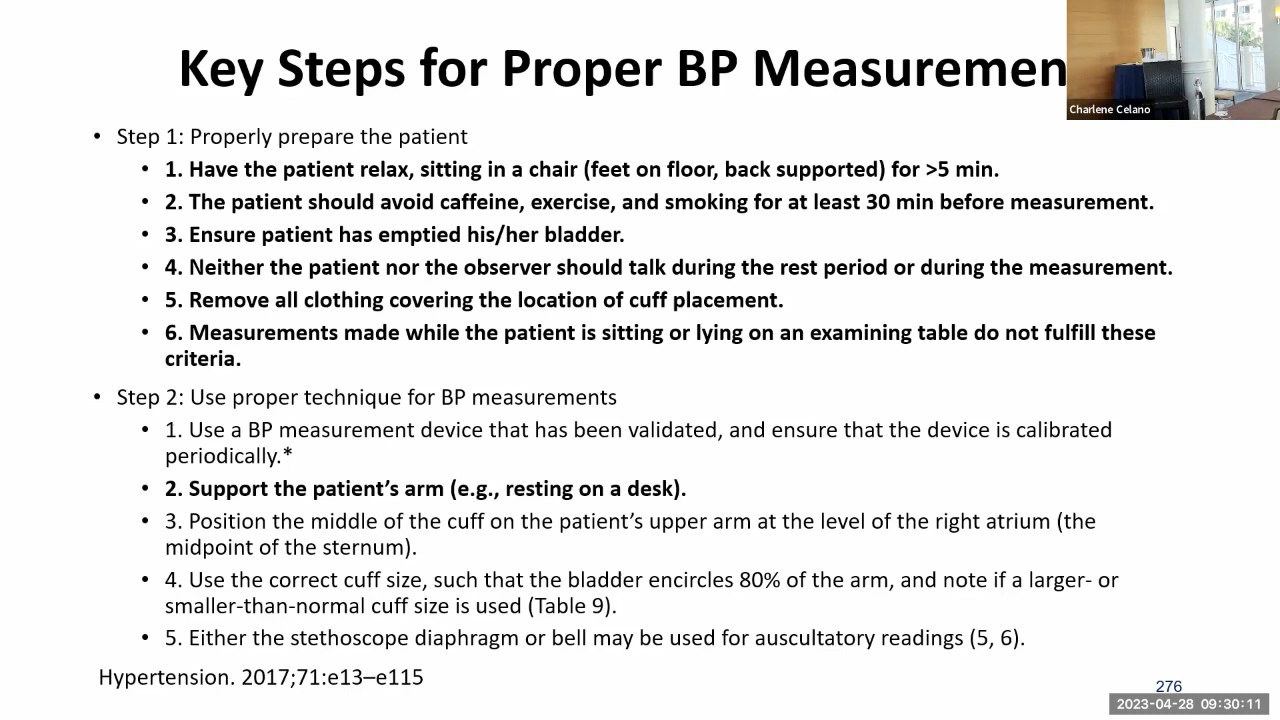 Key Steps for Proper BP Measuremen
Charlene Celano
• Step 1: Properly prepare the patient
• 1. Have the patient relax, sitting in a chair (feet on floor, back supported) for >5 min.
• 2. The patient should avoid caffeine, exercise, and smoking for at least 30 min before measurement.
• 3. Ensure patient has emptied his/her bladder.
• 4. Neither the patient nor the observer should talk during the rest period or during the measurement.
• 5. Remove all clothing covering the location of cuff placement.
• 6. Measurements made while the patient is sitting or lying on an examining table do not fulfill these
criteria.
• Step 2: Use proper technique for BP measurements
• 1. Use a BP measurement device that has been validated, and ensure that the device is calibrated
periodically.*
• 2. Support the patient’s arm (e.g., resting on a desk).
• 3. Position the middle of the cuff on the patient’s upper arm at the level of the right atrium (the
midpoint of the sternum).
• 4. Use the correct cuff size, such that the bladder encircles 80% of the arm, and note if a larger- or
smaller-than-normal cuff size is used (Table 9).
• 5. Either the stethoscope diaphragm or bell may be used for auscultatory readings (5, 6).
Hypertension. 2017;71:e13–e115
276
2023-04-28 09:30:11